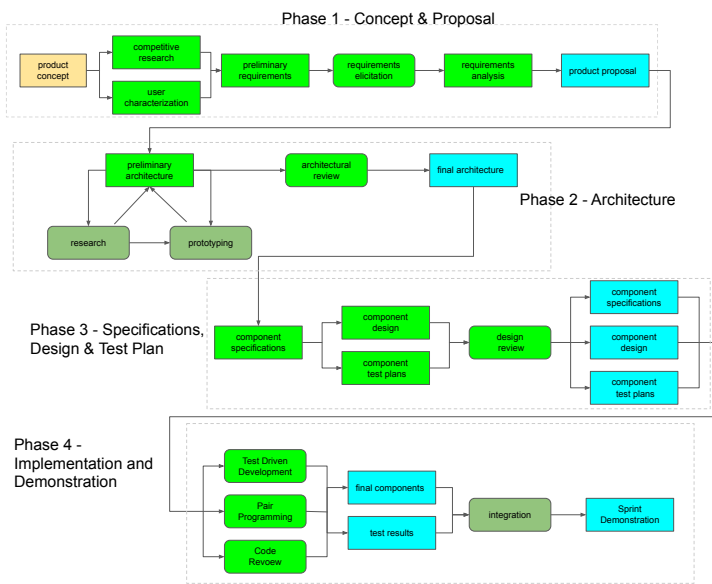 Phase 1 - Concept & Proposal
product
concept
competitive
research
user
characterization
preliminary
requirements
requirements
elicitation
requirements
analysis
product proposal
preliminary
architecture
architectural
review
final architecture
research
prototyping
Phase 2 - Architecture
Phase 3 - Specifications,
Design & Test Plan
component
specifications
component
design
component
test plans
design
review
component
specifications
component
design
component
test plans
Phase 4 -
Implementation and
Demonstration
Test Driven
Development
Pair
Programming
Code
Revoew
final components
test results
integration
Sprint
Demonstration